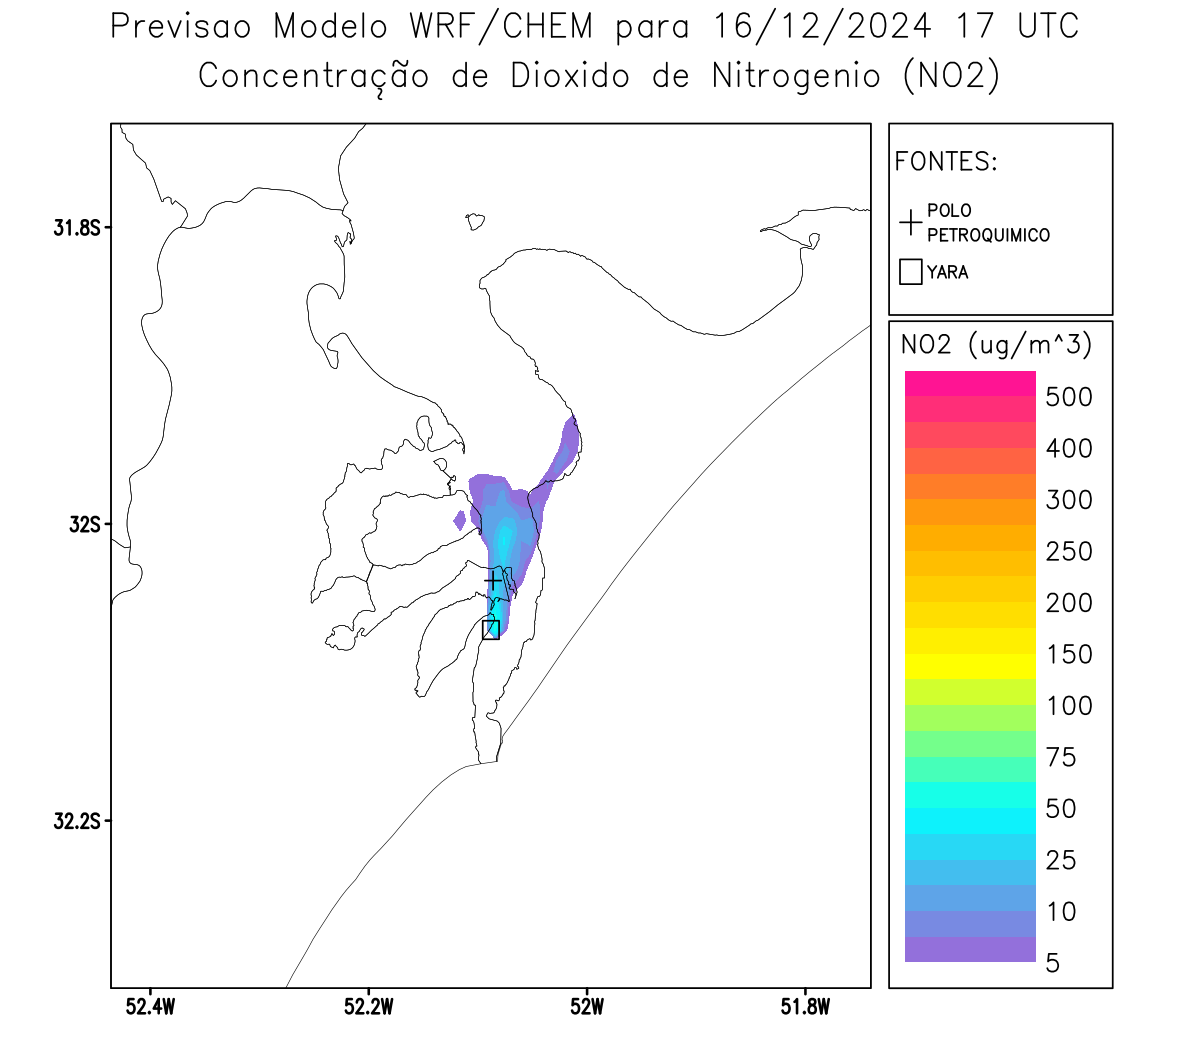 Previsao Modelo WRF/CHEM para 16/12/2024 17 UTC
Concentração de Dioxido de Nitrogenio (NO2)
FONTES:
POLO
PETROQUIMICO
YARA
NO2 (ug/m^3)
500
400
300
250
200
150
100
75
50
25
10
5
31.8S
32S
32.2S
52.4W
52.2W
52W
51.8W